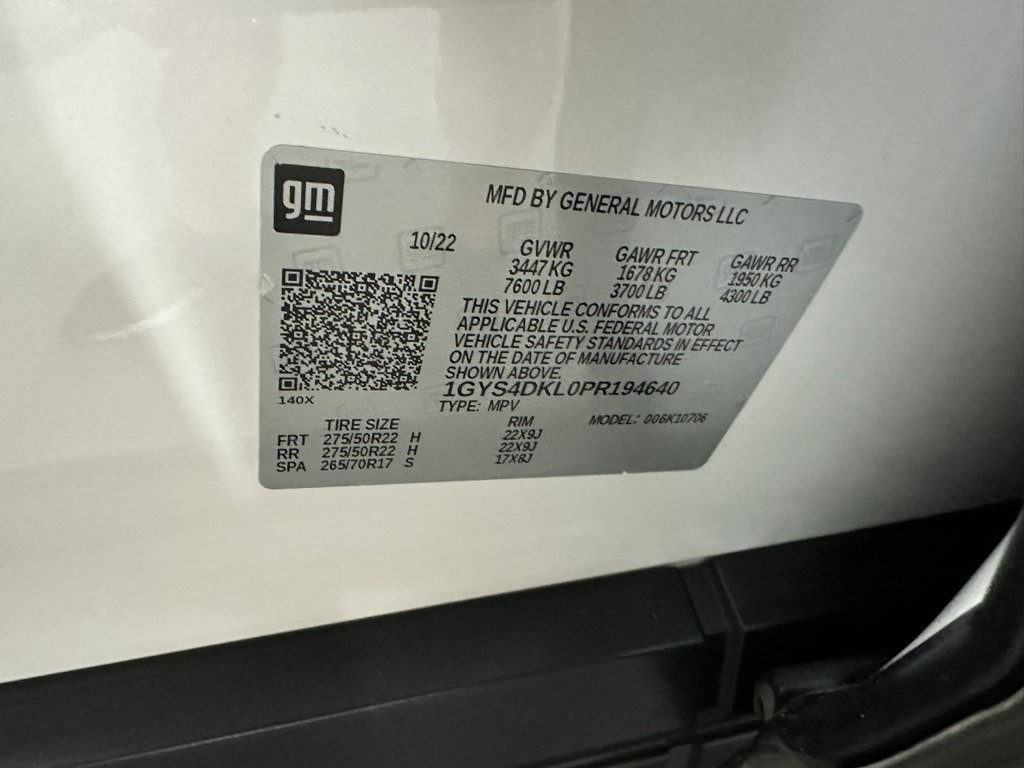 gm
MFD BY GENERAL MOTORS LLC
10/22 GVWR GAWR FRT GAWR RR
3447 KG 1678 KG 1950 KG
7600 LB 3700 LB 4300 LB
THIS VEHICLE CONFORMS TO ALL
APPLICABLE U.S. FEDERAL MOTOR
VEHICLE SAFETY STANDARDS IN EFFECT
ON THE DATE OF MANUFACTURE
SHOWN ABOVE.
1GYS4DKL0PR194640
140X
TYPE: MPV MODEL: 006K10706
TIRE SIZE RIM
FRT 275/50R22 H 22X9J
RR 275/50R22 H 22X9J
SPA 265/70R17 S 17X8J